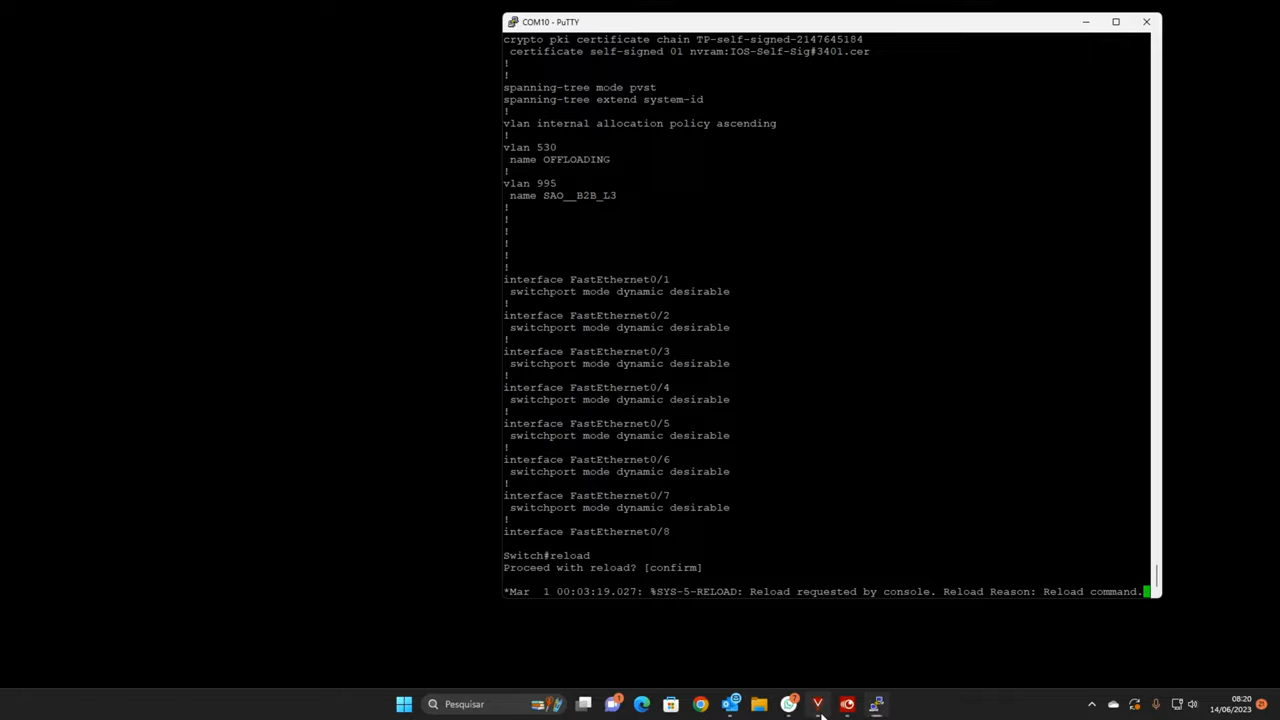 COM10 - PuTTY
crypto pki certificate chain TP-self-signed-2147645184
 certificate self-signed 01 nvram:IOS-Self-Sig#3401.cer
!
!
spanning-tree mode pvst
spanning-tree extend system-id
!
vlan internal allocation policy ascending
!
vlan 530
 name OFFLOADING
!
vlan 995
 name SAO__B2B_L3
!
!
!
!
!
!
interface FastEthernet0/1
 switchport mode dynamic desirable
!
interface FastEthernet0/2
 switchport mode dynamic desirable
!
interface FastEthernet0/3
 switchport mode dynamic desirable
!
interface FastEthernet0/4
 switchport mode dynamic desirable
!
interface FastEthernet0/5
 switchport mode dynamic desirable
!
interface FastEthernet0/6
 switchport mode dynamic desirable
!
interface FastEthernet0/7
 switchport mode dynamic desirable
!
interface FastEthernet0/8
Switch#reload
Proceed with reload? [confirm]
*Mar  1 00:03:19.027: %SYS-5-RELOAD: Reload requested by console. Reload Reason: Reload command.
Pesquisar
1
7
08:20
14/06/2023